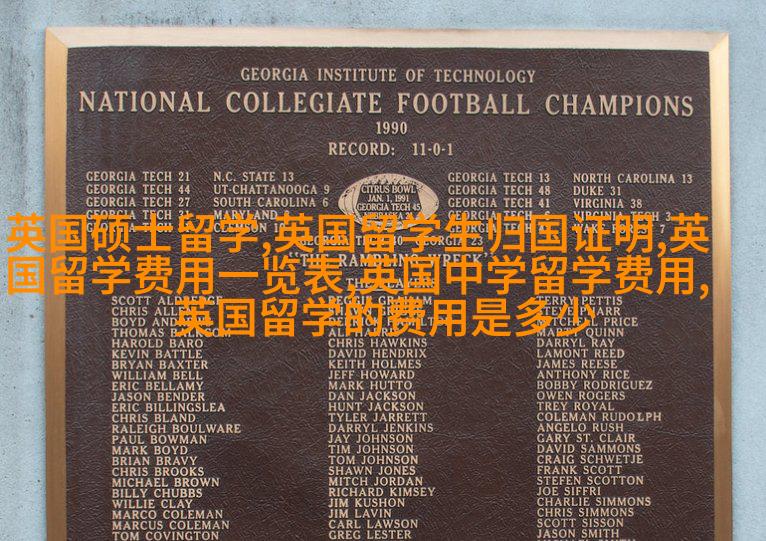 GEORGIA INSTITUTE OF TECHNOLOGY
NATIONAL COLLEGIATE FOOTBALL CHAMPIONS
1990
RECORD: 11-0-1
GEORGIA TECH 21 N.C. STATE 13
GEORGIA TECH 44 UT-CHATTANOOGA 9
GEORGIA TECH 27 SOUTH CAROLINA 6
MARYLAND
CLEMSON
CITRUS BOWL
JAN. 1, 1991
GEORGIA TECH 45
GEORGIA TECH 13 NORTH CAROLINA 13
GEORGIA TECH 48 DUKE 31
GEORGIA TECH 41 VIRGINIA 38
英国硕士留学,英国留学生归国证明,英
国留学费用一览表,英国中学留学费用,
英国留学的费用是多少
GEORGIA 23
"THE RAMBLING WRECK"
SCOTT
CHRIS
BOYD
THOMAS
HAROLD BARO
KEVIN BATTLE
BRYAN BAXTER
WILLIAM BELL
ERIC BELLAMY
JASON BENDER
ERIC BILLINGSLEA
CHRIS BLAND
RALEIGH BOULWARE
PAUL BOWMAN
MARK BOYD
BRIAN BRAVY
CHRIS BROOKS
MICHAEL BROWN
BILLY CHUBBS
WILLIE CLAY
MARCO COLEMAN
MARCUS COLEMAN
TOM COVINGTON
CHRIS HAWKINS
DAVID HENDRIX
KEITH HOLMES
JEFF HOWARD
MARK HUTTO
DAN JACKSON
HUNT JACKSON
TYLER JARRETT
DARRYL JENKINS
JAY JOHNSON
TIM JOHNSON
TOM JOHNSON
SHAWN JONES
MITCH JORDAN
RICHARD KIMSEY
JIM KUSHON
JIM LAVIN
CARL LAWSON
GREG LESTER
TERRY PETTIS
PRICE
QUINN
DARRYL RAY
LAMONT REED
JAMES REESE
ANTHONY RICE
BOBBY RODRIGUEZ
OWEN ROGERS
TREY ROYAL
COLEMAN RUDOLPH
ANGELO RUSH
GARY ST. CLAIR
DAVID SAMMONS
CRAIG SCHWETJE
FRANK SCOTT
STEFEN SCOTTON
JOE SIFFRI
CHARLIE SIMMONS
CHRIS SIMMONS
SCOTT SISSON
JASON SMITH